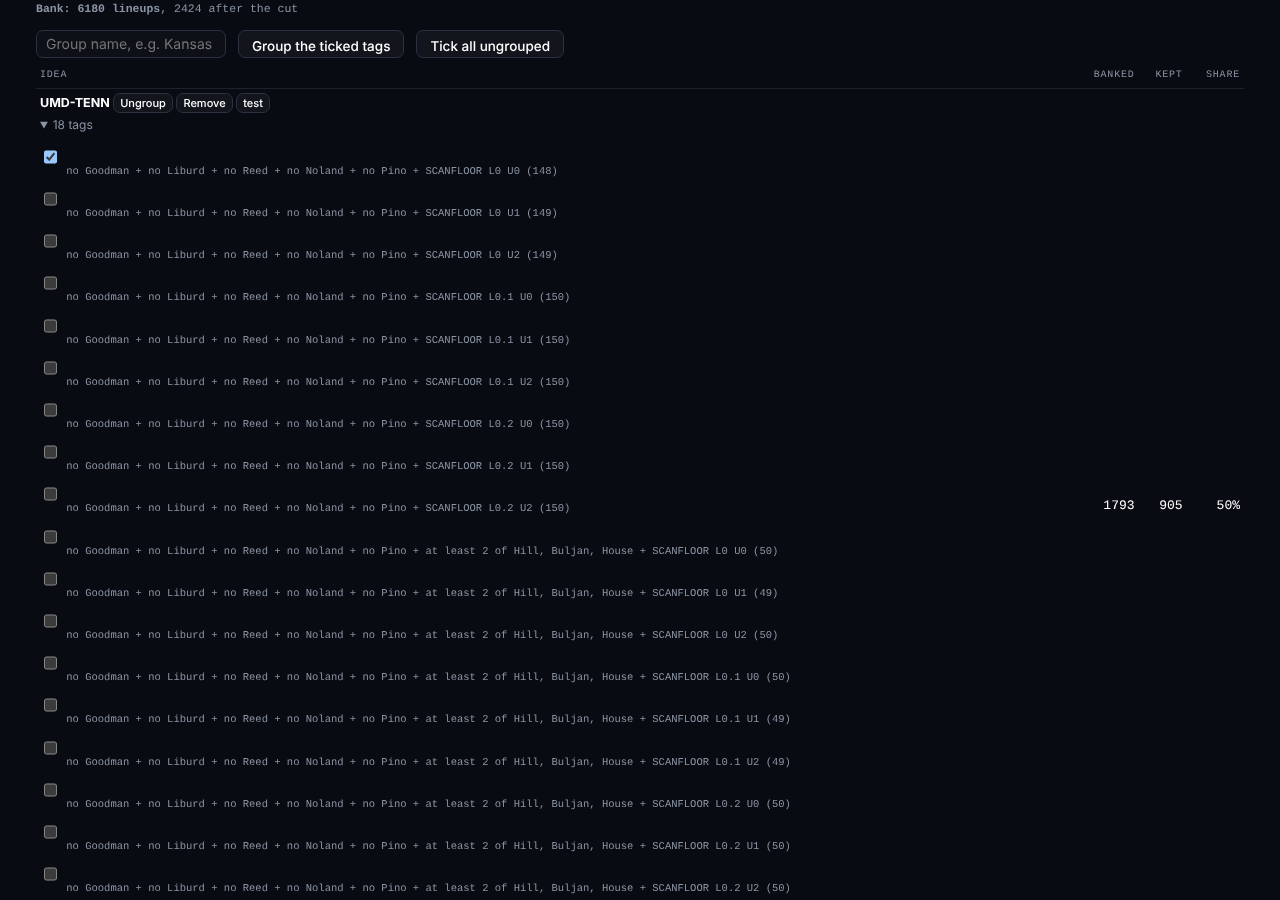 Bank: 6180 lineups, 2424 after the cut
Group name, e.g. Kansas Group the ticked tags Tick all ungrouped
IDEA BANKED KEPT SHARE
UMD-TENN Ungroup Remove test
▼ 18 tags
no Goodman + no Liburd + no Reed + no Noland + no Pino + SCANFLOOR L0 U0 (148)
no Goodman + no Liburd + no Reed + no Noland + no Pino + SCANFLOOR L0 U1 (149)
no Goodman + no Liburd + no Reed + no Noland + no Pino + SCANFLOOR L0 U2 (149)
no Goodman + no Liburd + no Reed + no Noland + no Pino + SCANFLOOR L0.1 U0 (150)
no Goodman + no Liburd + no Reed + no Noland + no Pino + SCANFLOOR L0.1 U1 (150)
no Goodman + no Liburd + no Reed + no Noland + no Pino + SCANFLOOR L0.1 U2 (150)
no Goodman + no Liburd + no Reed + no Noland + no Pino + SCANFLOOR L0.2 U0 (150)
no Goodman + no Liburd + no Reed + no Noland + no Pino + SCANFLOOR L0.2 U1 (150)
no Goodman + no Liburd + no Reed + no Noland + no Pino + SCANFLOOR L0.2 U2 (150) 1793 905 50%
no Goodman + no Liburd + no Reed + no Noland + no Pino + at least 2 of Hill, Buljan, House + SCANFLOOR L0 U0 (50)
no Goodman + no Liburd + no Reed + no Noland + no Pino + at least 2 of Hill, Buljan, House + SCANFLOOR L0 U1 (49)
no Goodman + no Liburd + no Reed + no Noland + no Pino + at least 2 of Hill, Buljan, House + SCANFLOOR L0 U2 (50)
no Goodman + no Liburd + no Reed + no Noland + no Pino + at least 2 of Hill, Buljan, House + SCANFLOOR L0.1 U0 (50)
no Goodman + no Liburd + no Reed + no Noland + no Pino + at least 2 of Hill, Buljan, House + SCANFLOOR L0.1 U1 (49)
no Goodman + no Liburd + no Reed + no Noland + no Pino + at least 2 of Hill, Buljan, House + SCANFLOOR L0.1 U2 (49)
no Goodman + no Liburd + no Reed + no Noland + no Pino + at least 2 of Hill, Buljan, House + SCANFLOOR L0.2 U0 (50)
no Goodman + no Liburd + no Reed + no Noland + no Pino + at least 2 of Hill, Buljan, House + SCANFLOOR L0.2 U1 (50)
no Goodman + no Liburd + no Reed + no Noland + no Pino + at least 2 of Hill, Buljan, House + SCANFLOOR L0.2 U2 (50)